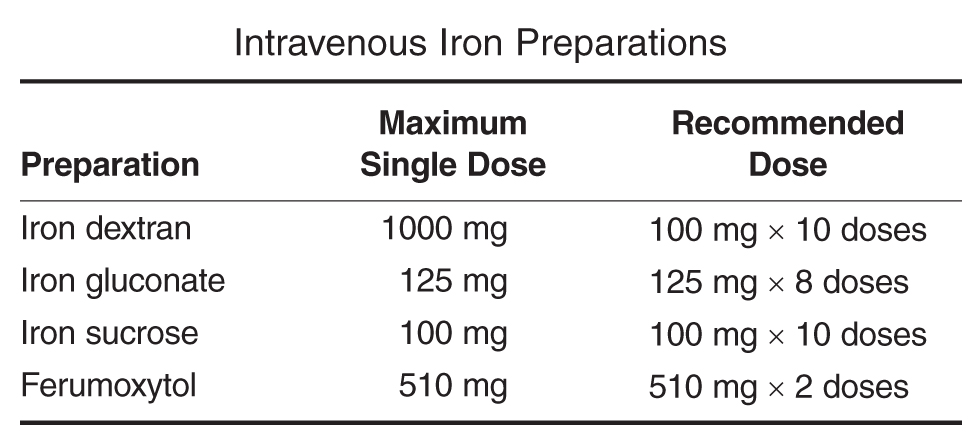 Intravenous Iron Preparations
Maximum Recommended
Preparation Single Dose Dose
Iron dextran 1000 mg 100 mg × 10 doses
Iron gluconate 125 mg 125 mg × 8 doses
Iron sucrose 100 mg 100 mg × 10 doses
Ferumoxytol 510 mg 510 mg × 2 doses